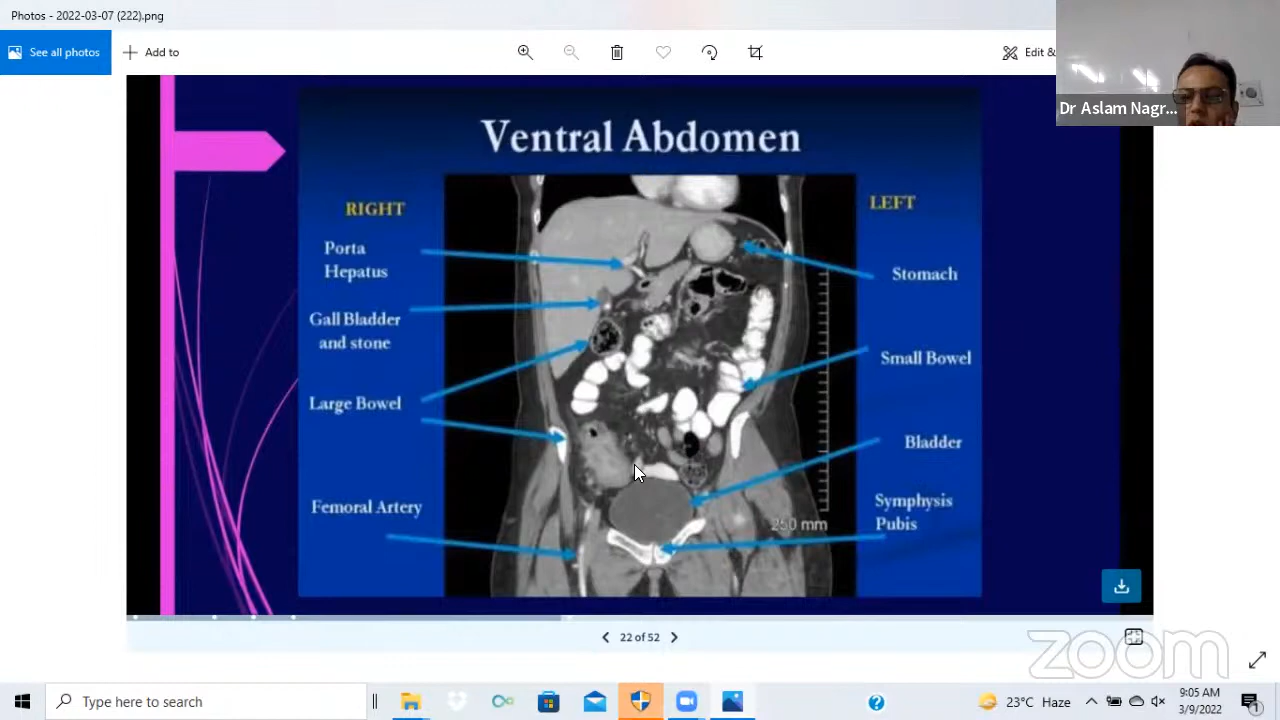 Photos - 2022-03-07 (222).png
See all photos
Add to
Edit &
Dr Aslam Nagr...
Ventral Abdomen
RIGHT
LEFT
Porta
Hepatus
Stomach
Gall Bladder
and stone
Small Bowel
Large Bowel
Bladder
Femoral Artery
Symphysis
Pubis
250 mm
22 of 52
zoom
Type here to search
23°C Haze
9:05 AM
3/9/2022
1